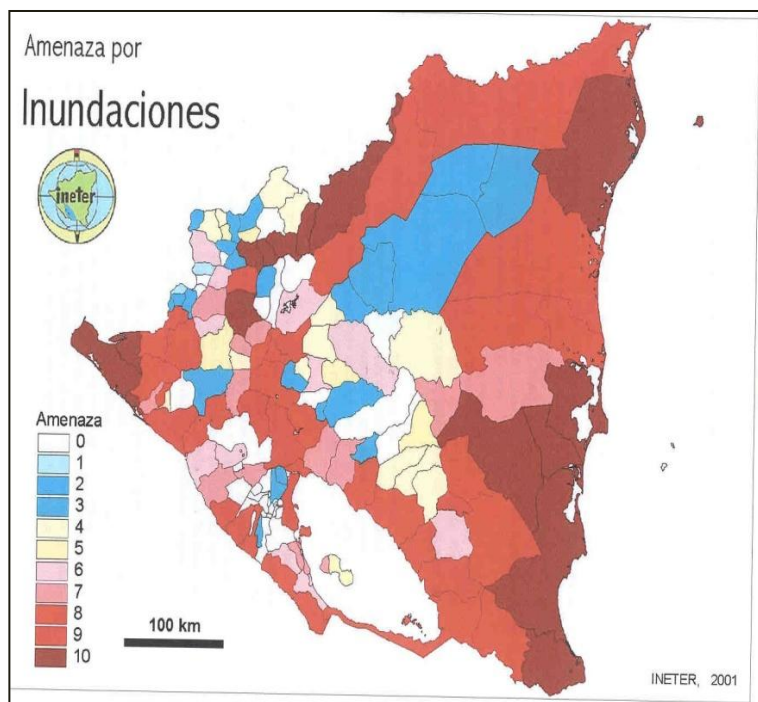 Amenaza por
Inundaciones
ineter
Amenaza
0
1
2
3
4
5
6
7
8
9
10
100 km
INETER, 2001